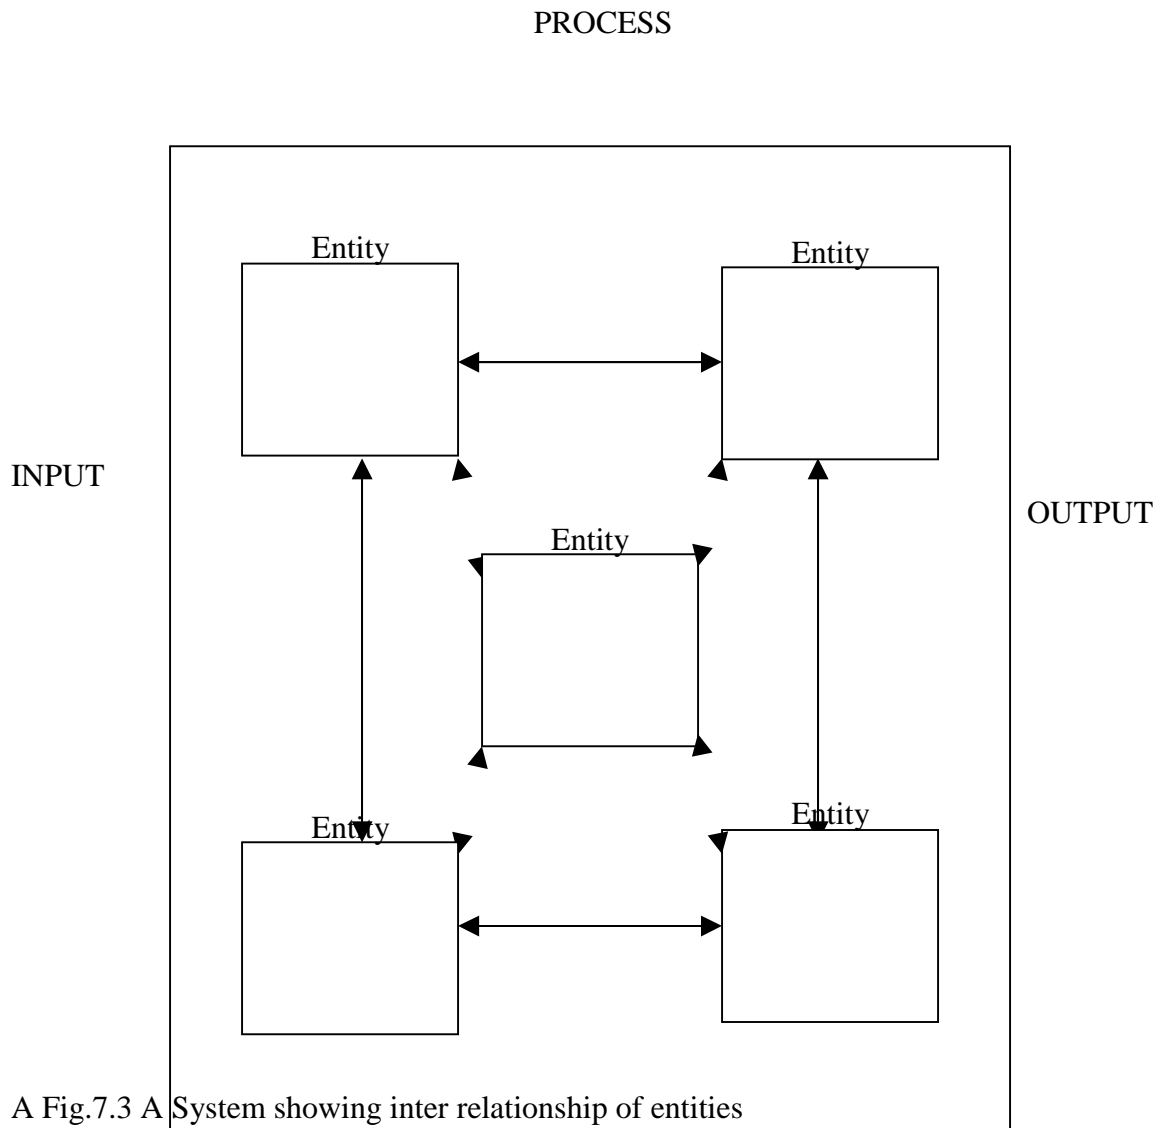 PROCESS
Entity
Entity
INPUT
OUTPUT
Entity
Entity
Entity
A Fig.7.3 A System showing inter relationship of entities